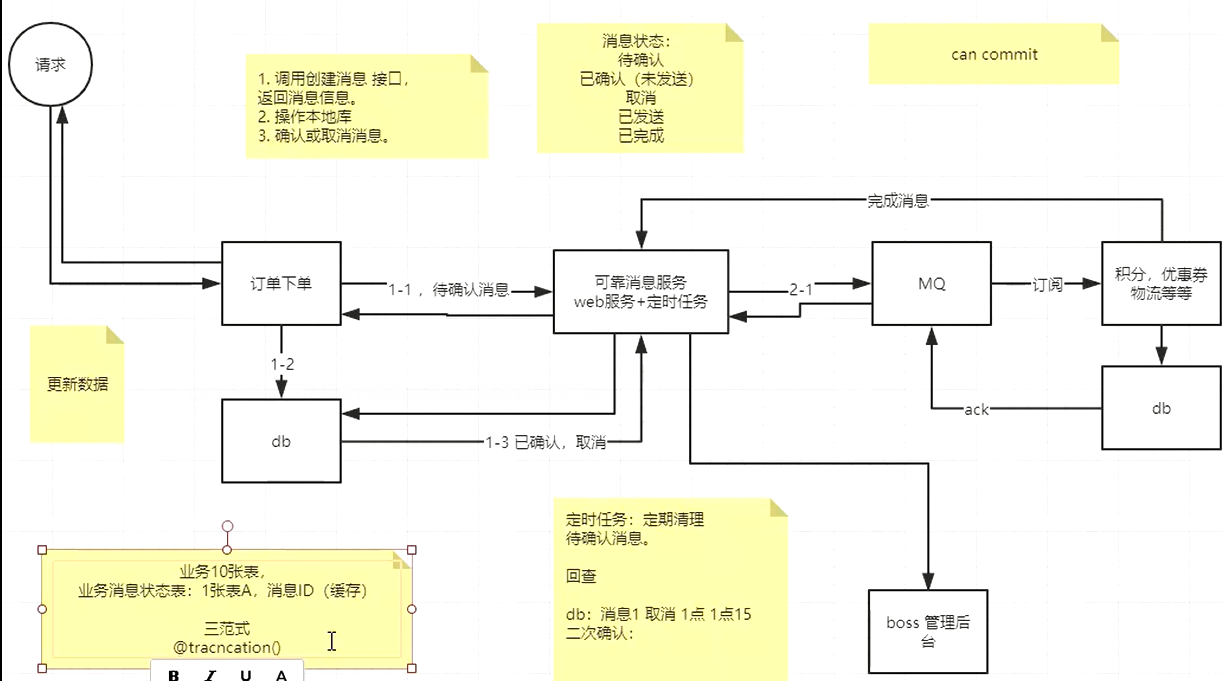 请求
1. 调用创建消息 接口，
返回消息信息。
2. 操作本地库
3. 确认或取消消息。
消息状态：
待确认
已确认（未发送）
取消
已发送
已完成
can commit
完成消息
订单下单
1-1 ，待确认消息
可靠消息服务
web服务+定时任务
2-1
MQ
订阅
积分，优惠券
物流等等
更新数据
1-2
db
1-3 已确认，取消
ack
db
业务10张表，
业务消息状态表：1张表A，消息ID（缓存）
三范式
@tracncation()
B I U A
定时任务：定期清理
待确认消息。
回查
db：消息1 取消 1点 1点15
二次确认：
boss 管理后
台